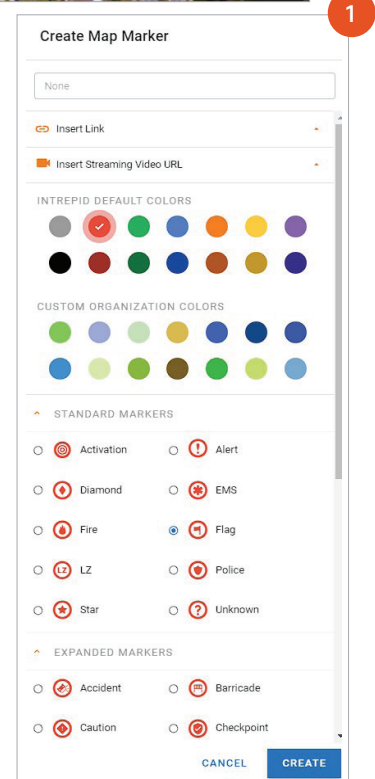 1
Create Map Marker
None
Insert Link
Insert Streaming Video URL
INTREPID DEFAULT COLORS
CUSTOM ORGANIZATION COLORS
STANDARD MARKERS
Activation
Alert
Diamond
EMS
Fire
Flag
LZ LZ
Police
Star
? Unknown
EXPANDED MARKERS
Accident
Barricade
Caution
Checkpoint
CANCEL CREATE